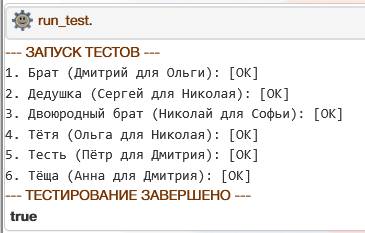 run_test.
--- ЗАПУСК ТЕСТОВ ---
1. Брат (Дмитрий для Ольги): [OK]
2. Дедушка (Сергей для Николая): [OK]
3. Двоюродный брат (Николай для Софьи): [OK]
4. Тётя (Ольга для Николая): [OK]
5. Тесть (Пётр для Дмитрия): [OK]
6. Тёща (Анна для Дмитрия): [OK]
--- ТЕСТИРОВАНИЕ ЗАВЕРШЕНО ---
true